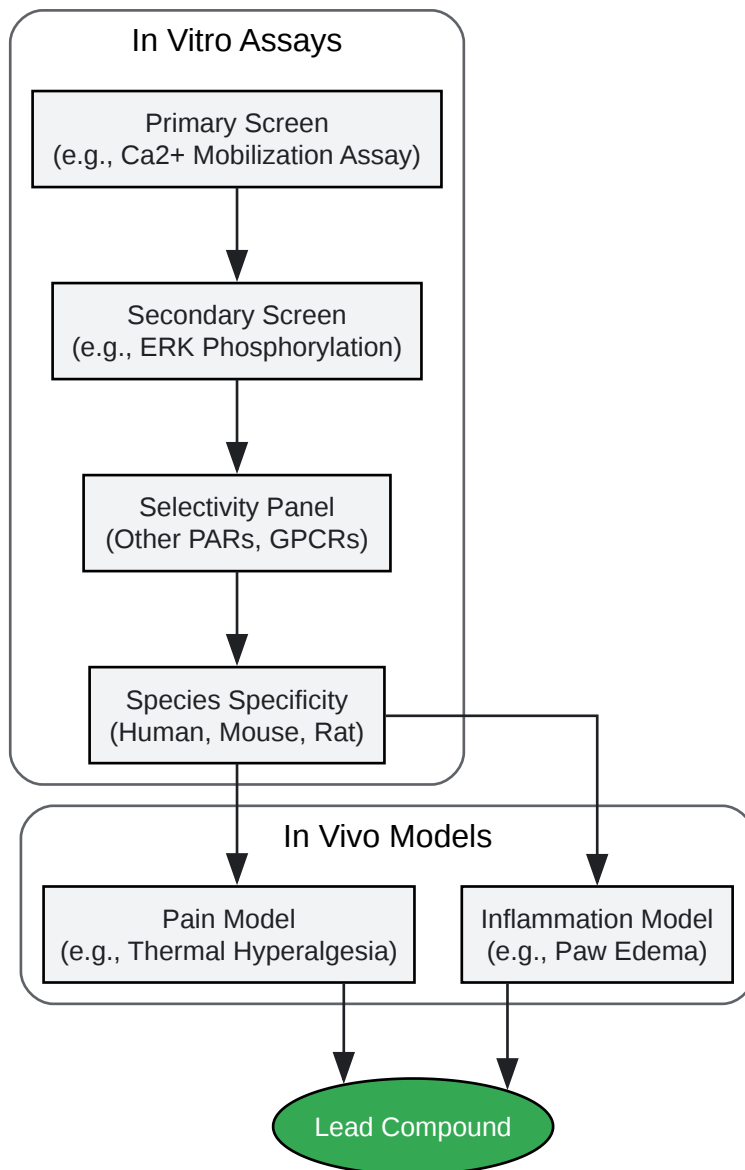 In Vitro Assays
Primary Screen
(e.g., Ca2+ Mobilization Assay)
Secondary Screen
(e.g., ERK Phosphorylation)
Selectivity Panel
(Other PARs, GPCRs)
Species Specificity
(Human, Mouse, Rat)
In Vivo Models
Pain Model
(e.g., Thermal Hyperalgesia)
Inflammation Model
(e.g., Paw Edema)
Lead Compound